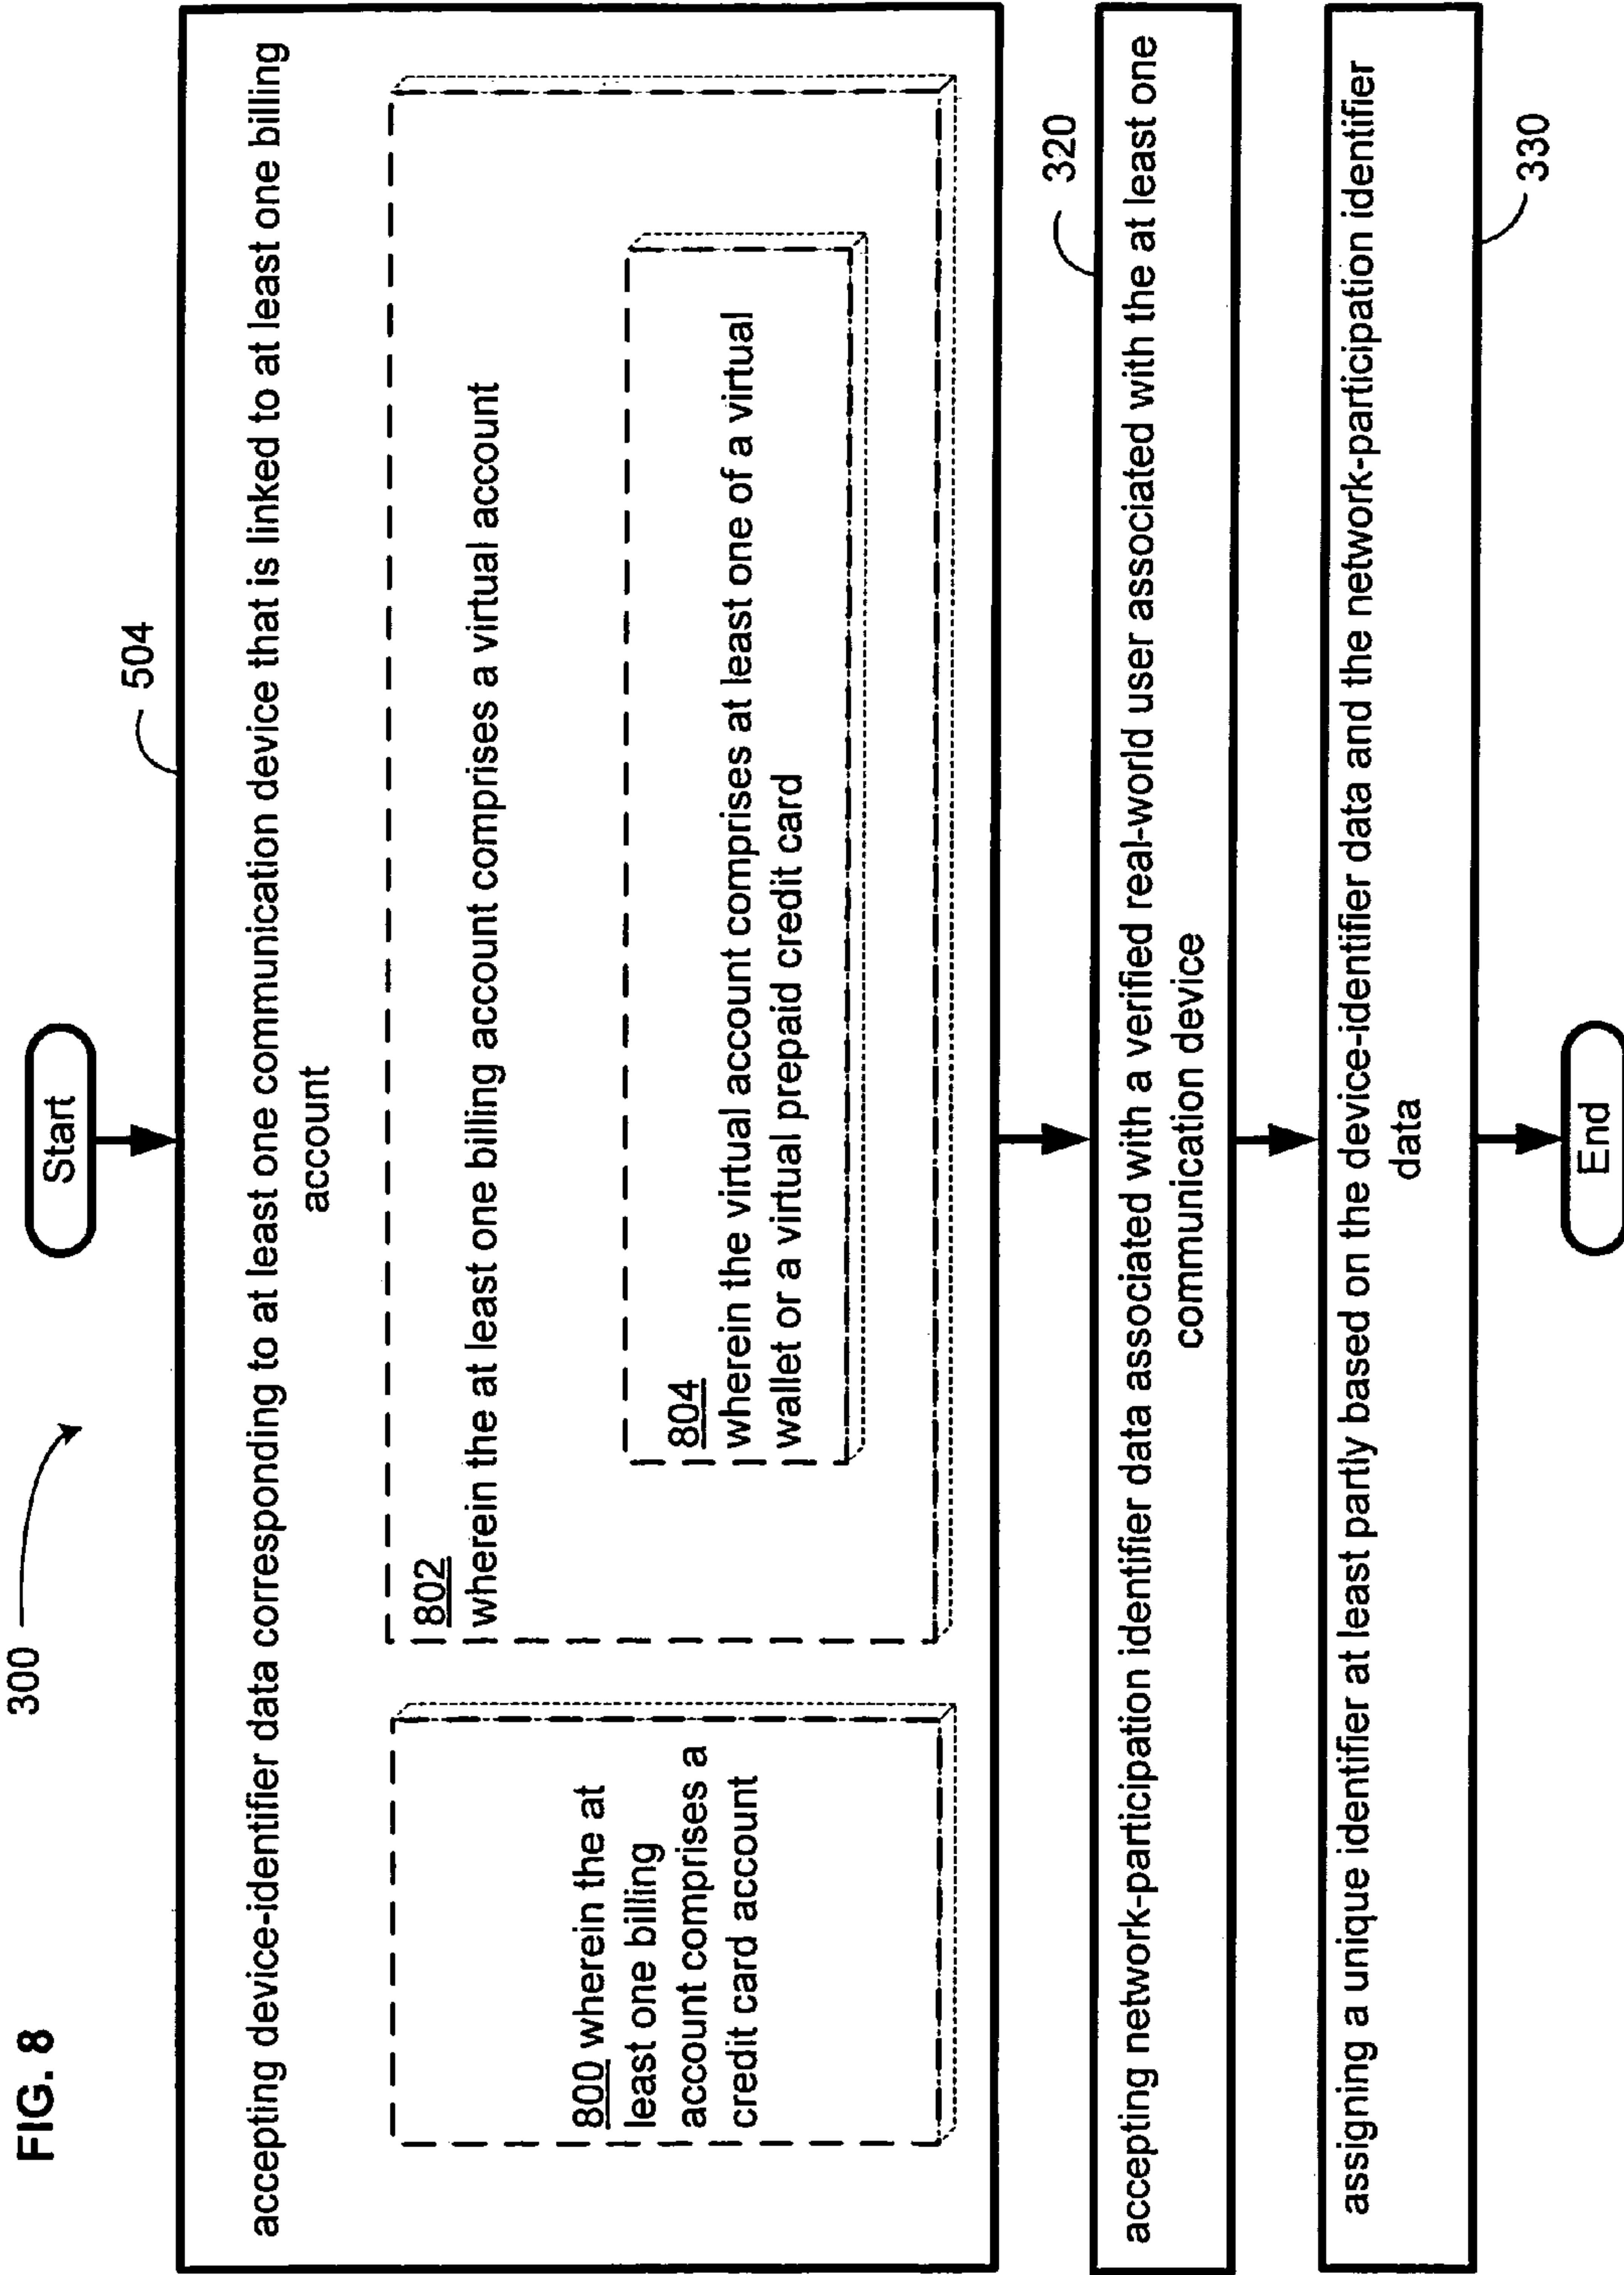 FIG. 8
300
Start
504
accepting device-identifier data corresponding to at least one communication device that is linked to at least one billing
account
800 wherein the at
least one billing
account comprises a
credit card account
802
wherein the at least one billing account comprises a virtual account
804
wherein the virtual account comprises at least one of a virtual
wallet or a virtual prepaid credit card
320
accepting network-participation identifier data associated with a verified real-world user associated with the at least one
communication device
330
assigning a unique identifier at least partly based on the device-identifier data and the network-participation identifier
data
End